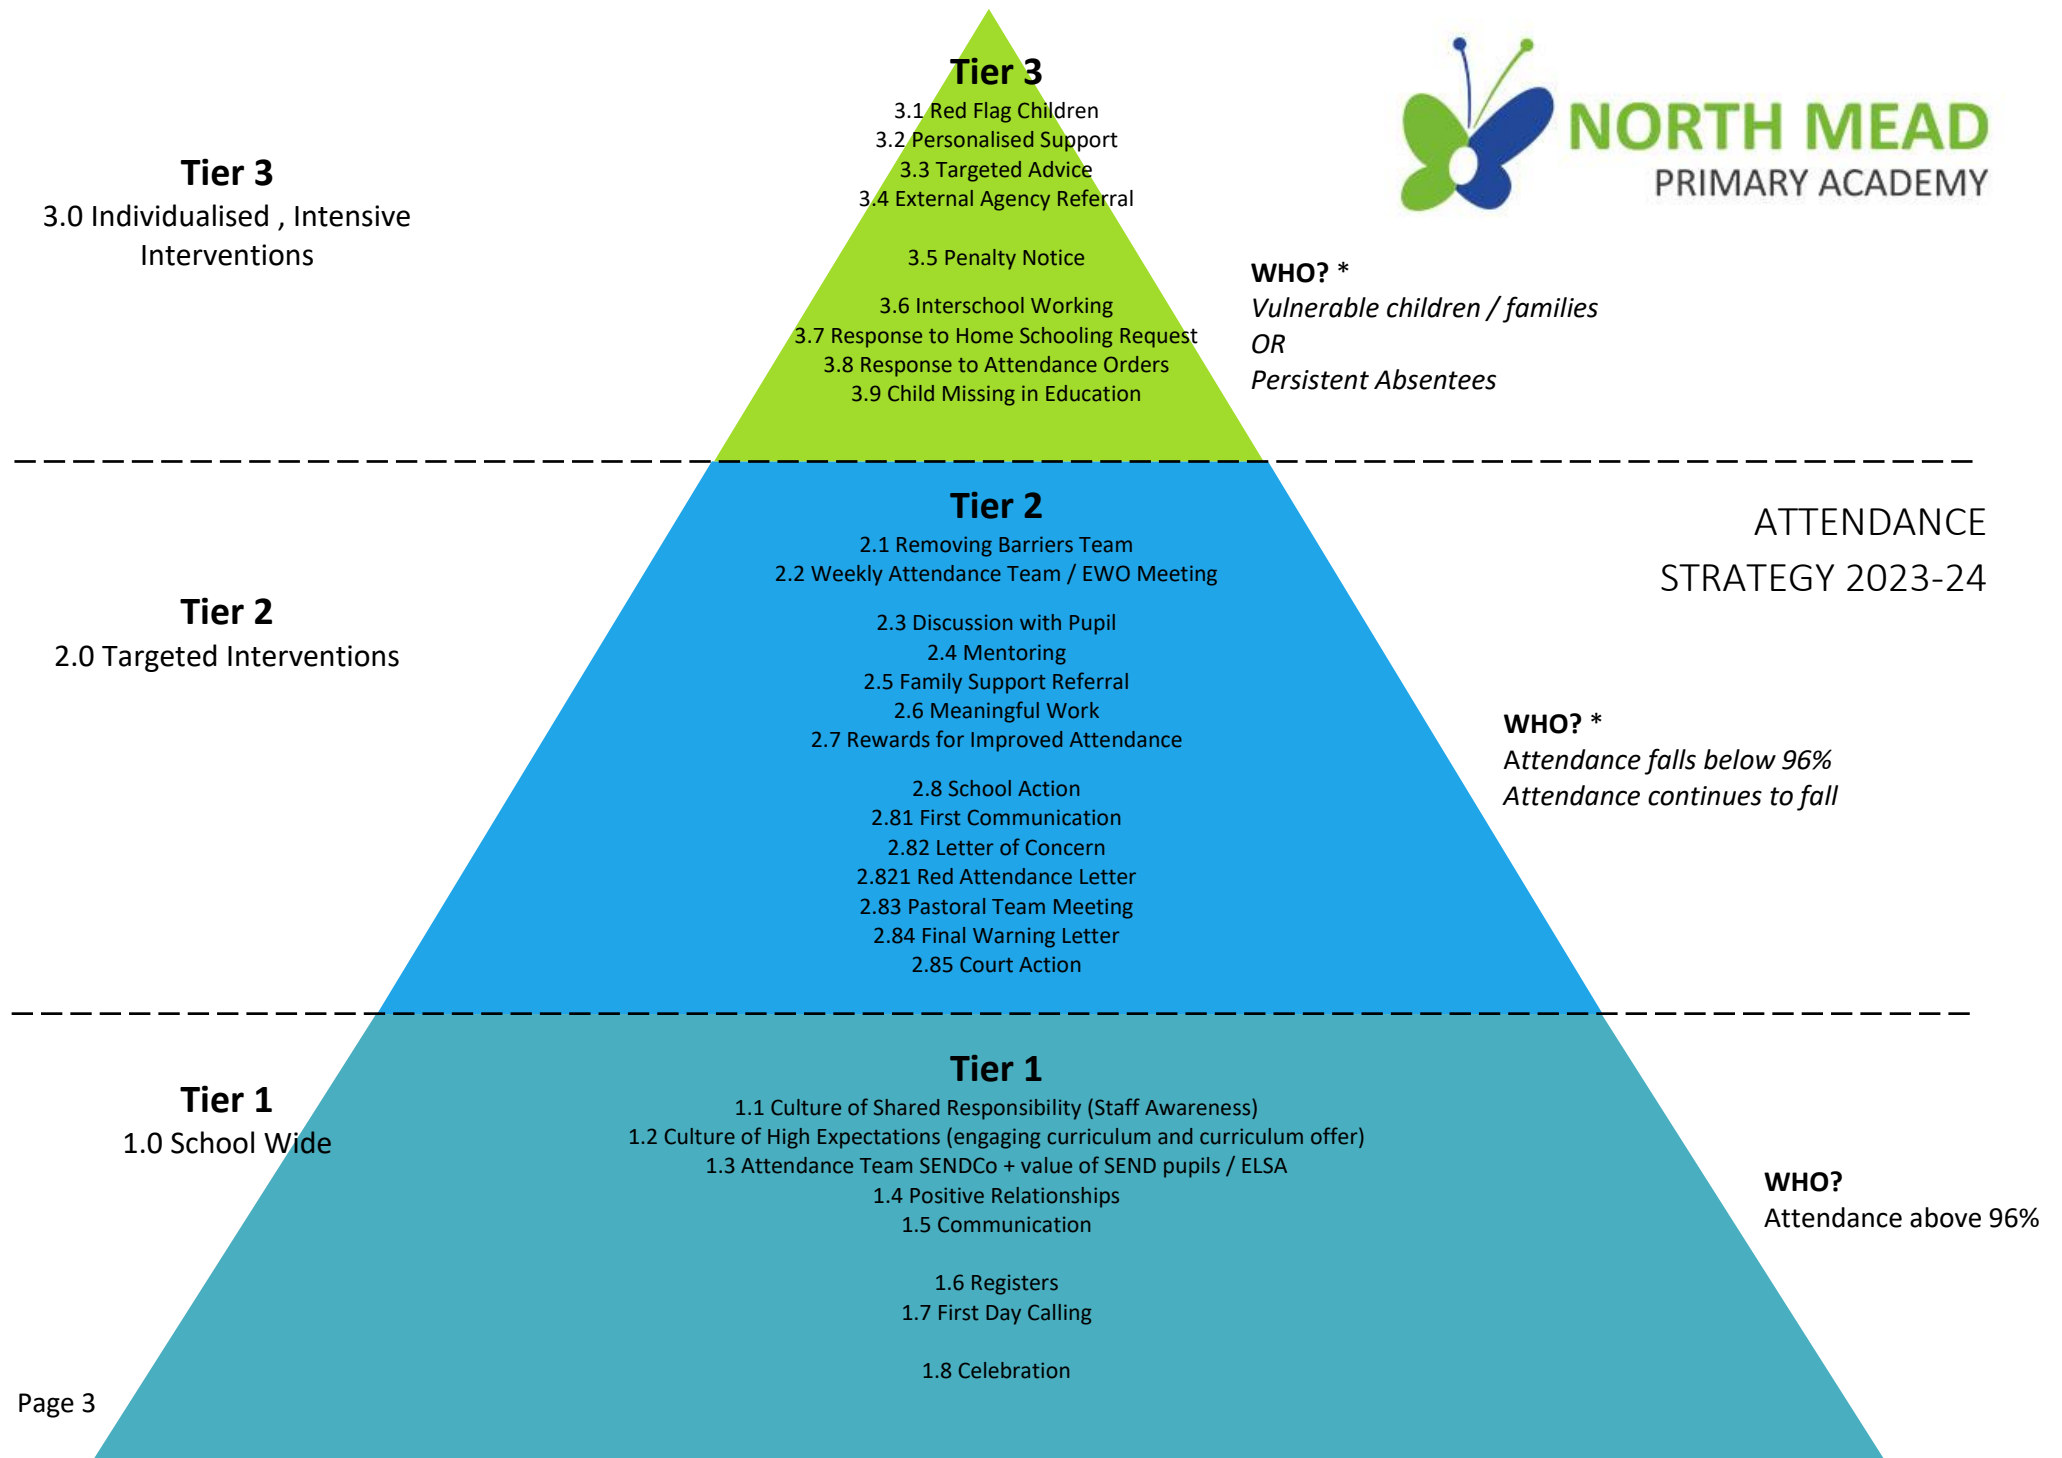 Tier 3
3.1 Red Flag Children
3.2 Personalised Support
3.3 Targeted Advice
3.4 External Agency Referral
3.5 Penalty Notice
3.6 Interschool Working
3.7 Response to Home Schooling Request
3.8 Response to Attendance Orders
3.9 Child Missing in Education
NORTH MEAD
PRIMARY ACADEMY
Tier 3
3.0 Individualised , Intensive
Interventions
WHO? *
Vulnerable children / families
OR
Persistent Absentees
ATTENDANCE
STRATEGY 2023-24
Tier 2
2.1 Removing Barriers Team
2.2 Weekly Attendance Team / EWO Meeting
2.3 Discussion with Pupil
2.4 Mentoring
2.5 Family Support Referral
2.6 Meaningful Work
2.7 Rewards for Improved Attendance
2.8 School Action
2.81 First Communication
2.82 Letter of Concern
2.821 Red Attendance Letter
2.83 Pastoral Team Meeting
2.84 Final Warning Letter
2.85 Court Action
Tier 2
2.0 Targeted Interventions
WHO? *
Attendance falls below 96%
Attendance continues to fall
Tier 1
1.1 Culture of Shared Responsibility (Staff Awareness)
1.2 Culture of High Expectations (engaging curriculum and curriculum offer)
1.3 Attendance Team SENDCo + value of SEND pupils / ELSA
1.4 Positive Relationships
1.5 Communication
1.6 Registers
1.7 First Day Calling
1.8 Celebration
Tier 1
1.0 School Wide
WHO?
Attendance above 96%
Page 3